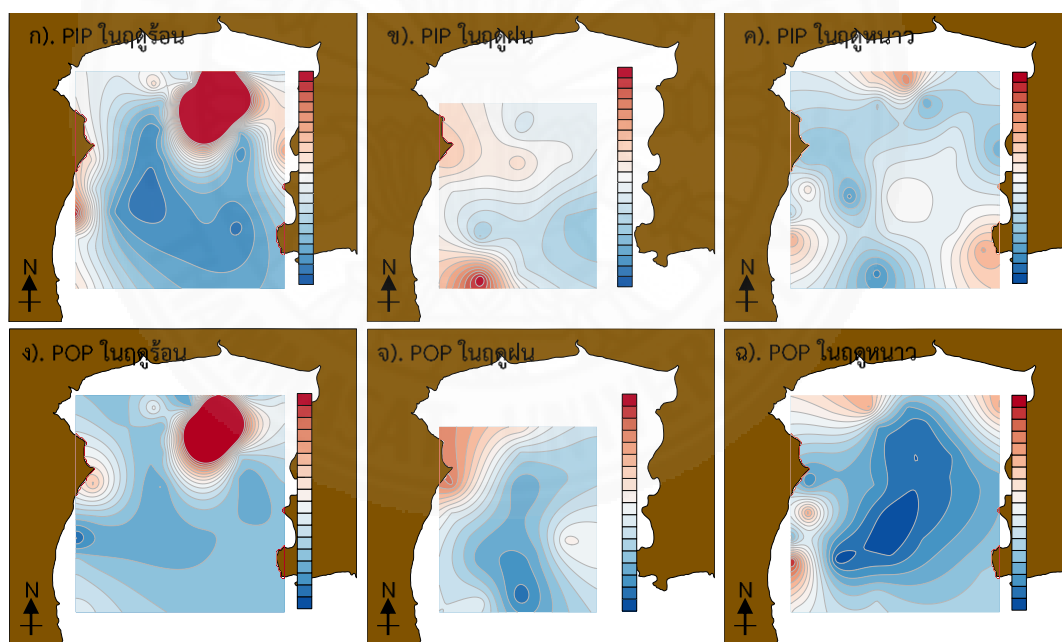 ก). PIP ในฤดูร้อน
ข). PIP ในฤดูฝน
ค). PIP ในฤดูหนาว
N
N
N
ง). POP ในฤดูร้อน
จ). POP ในฤดูฝน
ฉ). POP ในฤดูหนาว
N
N
N